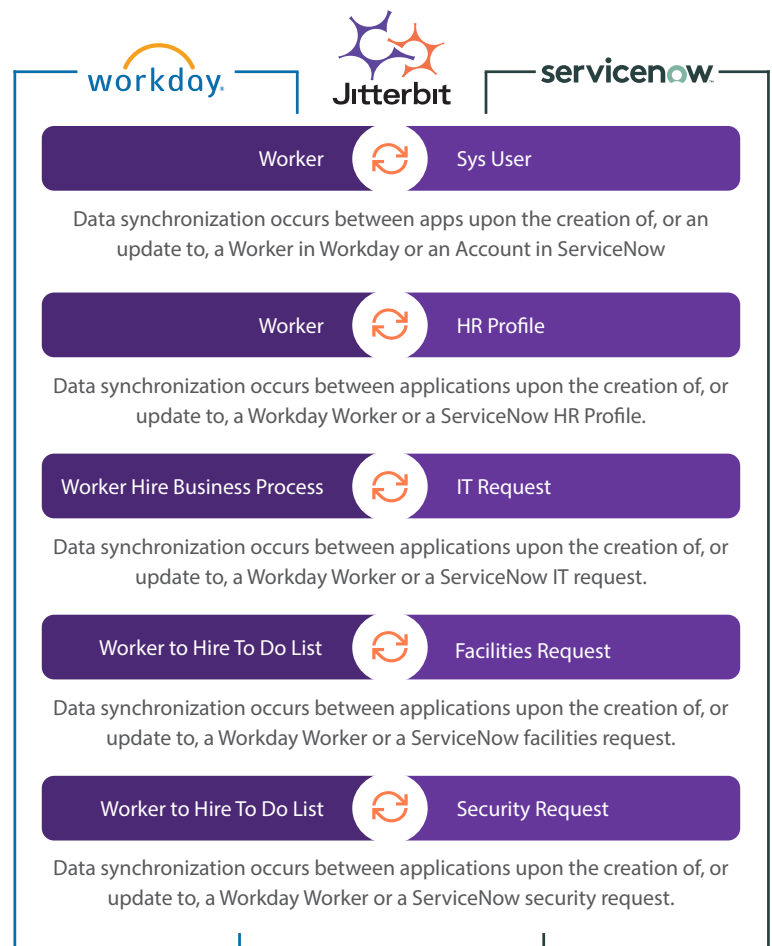 workday.
Jitterbit
servicenow
Worker
Sys User
Data synchronization occurs between apps upon the creation of, or an
update to, a Worker in Workday or an Account in ServiceNow
Worker
HR Profile
Data synchronization occurs between applications upon the creation of, or
update to, a Workday Worker or a ServiceNow HR Profile.
Worker Hire Business Process
IT Request
Data synchronization occurs between applications upon the creation of, or
update to, a Workday Worker or a ServiceNow IT request.
Worker to Hire To Do List
Facilities Request
Data synchronization occurs between applications upon the creation of, or
update to, a Workday Worker or a ServiceNow facilities request.
Worker to Hire To Do List
Security Request
Data synchronization occurs between applications upon the creation of, or
update to, a Workday Worker or a ServiceNow security request.